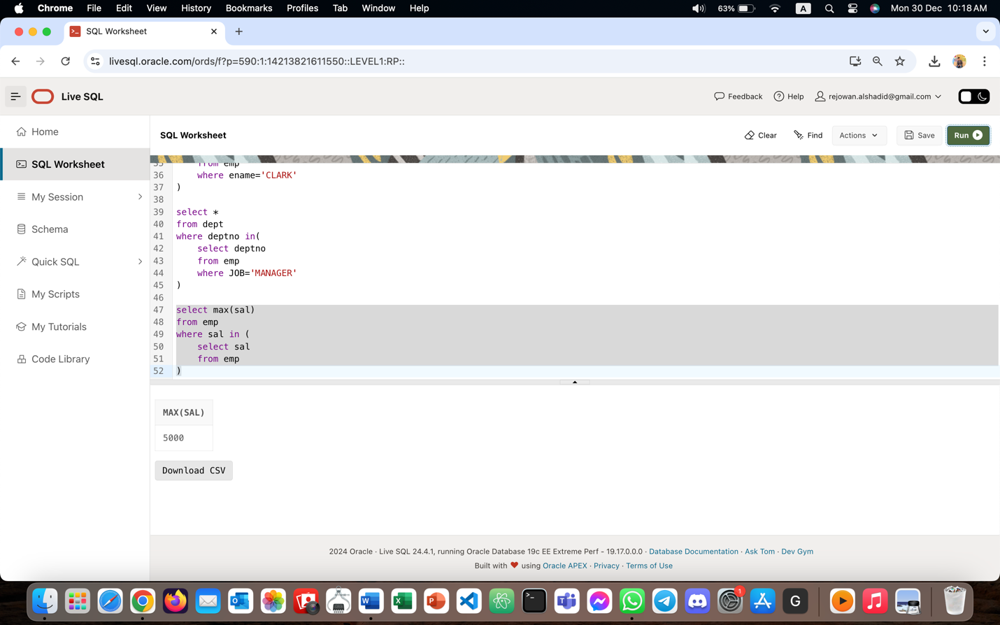 Chrome File Edit View History Bookmarks Profiles Tab Window Help 63% A Mon 30 Dec 10:18 AM
SQL Worksheet
livesql.oracle.com/ords/f?p=590:1:14213821611550::LEVEL1:RP::
Live SQL Feedback Help rejowan.alshadid@gmail.com
Home
SQL Worksheet
My Session
Schema
Quick SQL
My Scripts
My Tutorials
Code Library
SQL Worksheet Clear Find Actions Save Run
35 from emp
36 where ename='CLARK'
37 )
38
39 select *
40 from dept
41 where deptno in(
42 select deptno
43 from emp
44 where JOB='MANAGER'
45 )
46
47 select max(sal)
48 from emp
49 where sal in (
50 select sal
51 from emp
52 )
MAX(SAL)
5000
Download CSV
2024 Oracle · Live SQL 24.4.1, running Oracle Database 19c EE Extreme Perf - 19.17.0.0.0 · Database Documentation · Ask Tom · Dev Gym
Built with ❤ using Oracle APEX · Privacy · Terms of Use
1